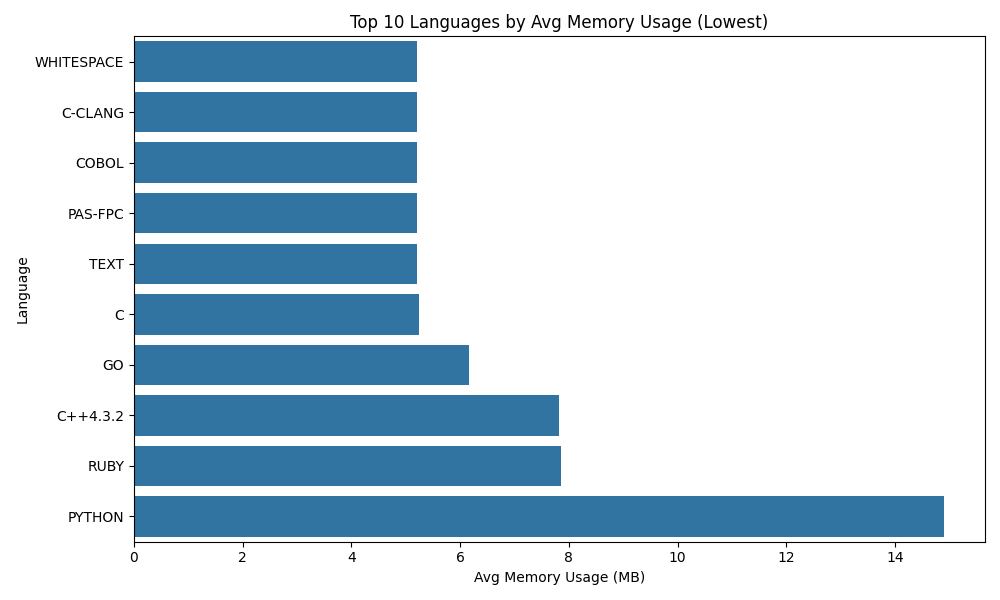 Top 10 Languages by Avg Memory Usage (Lowest)
Language
WHITESPACE
C-CLANG
COBOL
PAS-FPC
TEXT
C
GO
C++4.3.2
RUBY
PYTHON
0 2 4 6 8 10 12 14
Avg Memory Usage (MB)